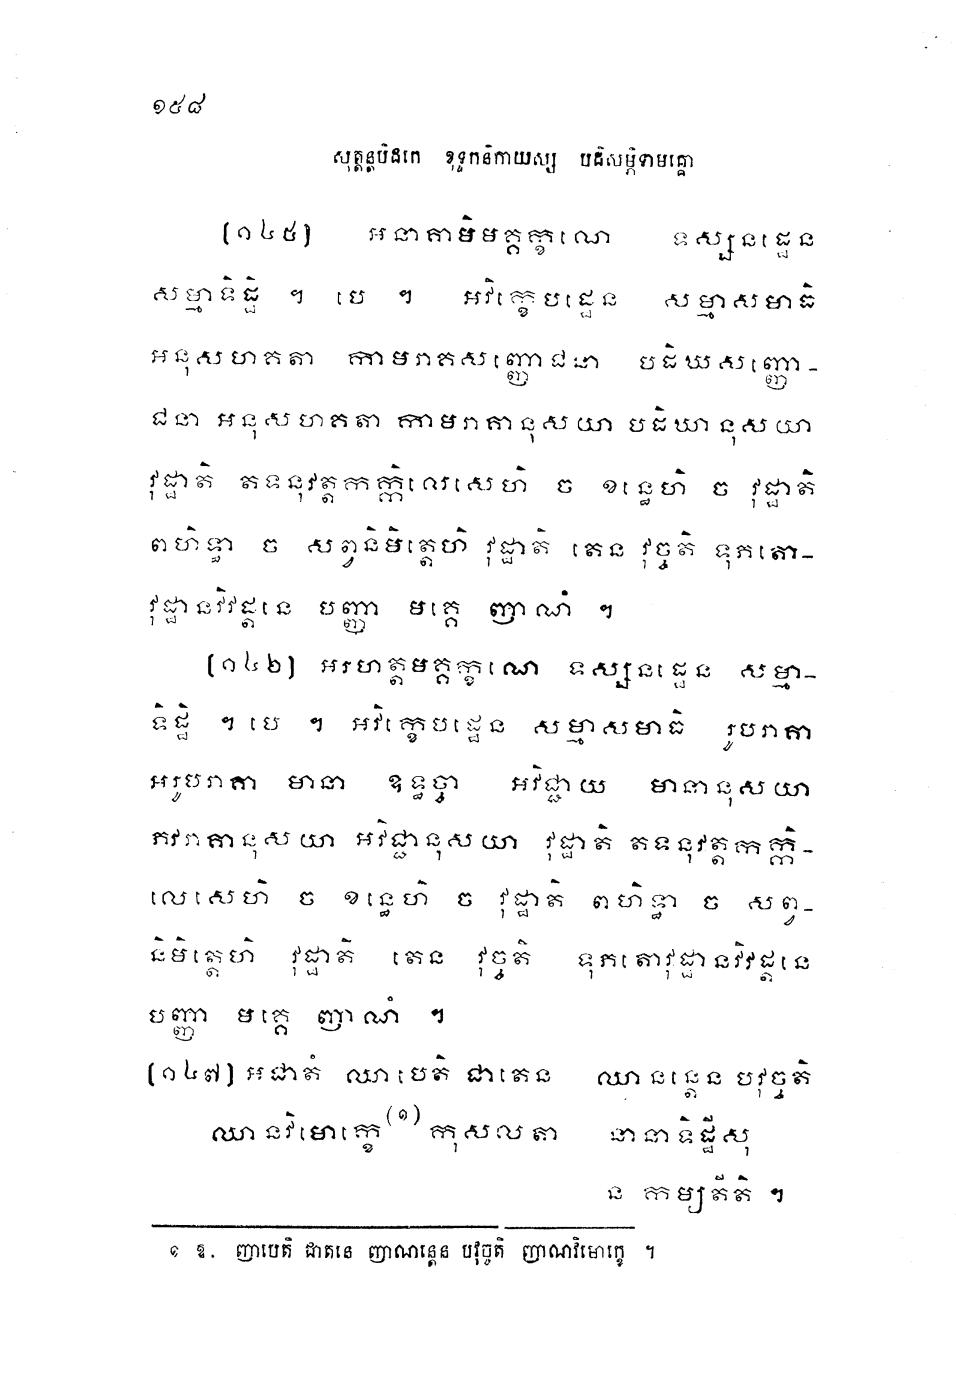 ១៥៨
សុត្តន្តបិដកេ ខុទ្ទកនិកាយស្ស បដិសម្ភិទាមគ្គោ
[១៤៥] អនាគាមិមគ្គក្ខណេ ទស្សនដ្ឋេន
សម្មាទិដ្ឋិ ។ បេ ។ អវិក្ខេបដ្ឋេន សម្មាសមាធិ
អនុសហគតា កាមរាគសញ្ញោជនា បដិឃសញ្ញោ-
ជនា អនុសហគតា កាមរាគានុសយា បដិឃានុសយា
វុដ្ឋាតិ តទនុវត្តកក្កិលេសេហិ ច ខន្ធេហិ ច វុដ្ឋាតិ
ពហិទ្ធា ច សព្វនិមិត្តេហិ វុដ្ឋាតិ តេន វុច្ចតិ ទុភតោ-
វុដ្ឋានវិវដ្ដនេ បញ្ញា មគ្គេ ញាណំ ។
[១៤៦] អរហត្តមគ្គក្ខណេ ទស្សនដ្ឋេន សម្មា-
ទិដ្ឋិ ។ បេ ។ អវិក្ខេបដ្ឋេន សម្មាសមាធិ រូបរាគា
អរូបរាគា មានា ឧទ្ធច្ចា អវិជ្ជាយ មានានុសយា
ភវរាគានុសយា អវិជ្ជានុសយា វុដ្ឋាតិ តទនុវត្តកក្កិ-
លេសេហិ ច ខន្ធេហិ ច វុដ្ឋាតិ ពហិទ្ធា ច សព្វ-
និមិត្តេហិ វុដ្ឋាតិ តេន វុច្ចតិ ទុភតោវុដ្ឋានវិវដ្ដនេ
បញ្ញា មគ្គេ ញាណំ ។
[១៤៧] អជាតំ ឈាបេតិ ជាតេន ឈានន្តេន បវុច្ចតិ
ឈានវិមោក្ខេ(១) កុសលតា នានាទិដ្ឋីសុ
ន កម្បតីតិ ។
១ ឱ. ញាបេតិ ជាតនេ ញាណន្តេន បវុច្ចតិ ញាណវិមោក្ខេ ។